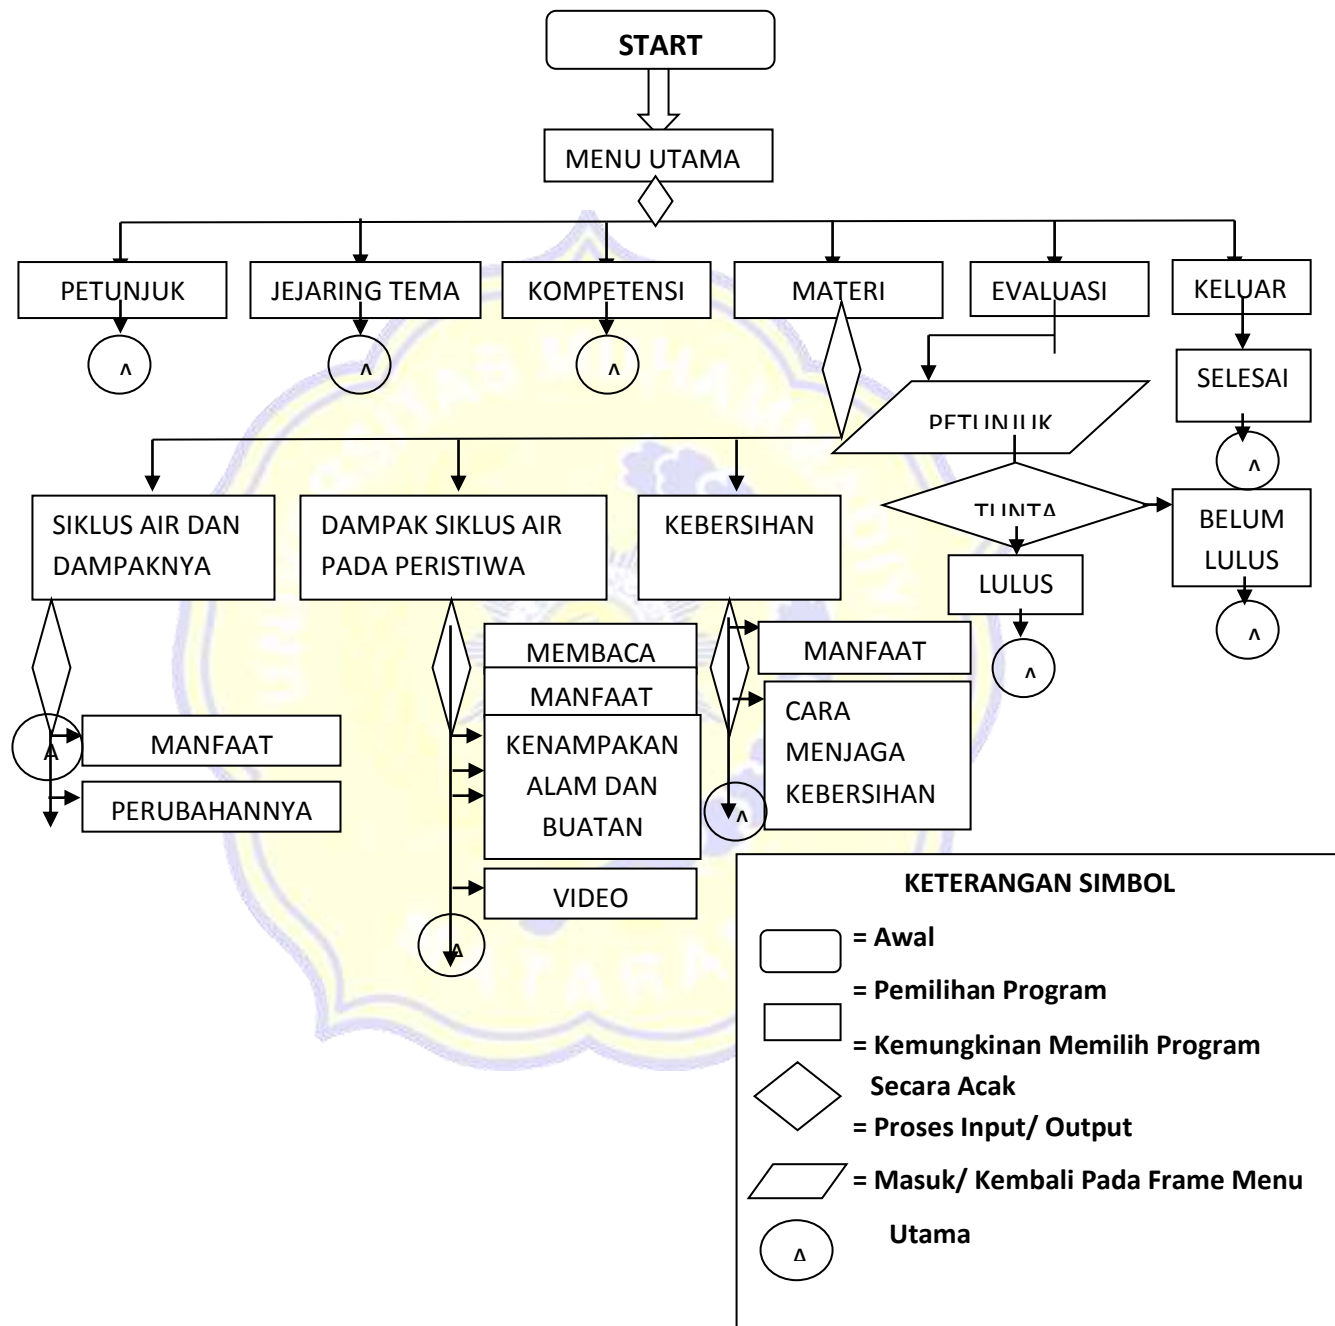 START
MENU UTAMA
PETUNJUK
JEJARING TEMA
KOMPETENSI
MATERI
EVALUASI
KELUAR
SELESAI
PETUNJUK
TUNTA
SIKLUS AIR DAN
DAMPAKNYA
DAMPAK SIKLUS AIR
PADA PERISTIWA
KEBERSIHAN
BELUM
LULUS
LULUS
MEMBACA
MANFAAT
KENAMPAKAN
ALAM DAN
BUATAN
VIDEO
MANFAAT
CARA
MENJAGA
KEBERSIHAN
A
MANFAAT
PERUBAHANNYA
KETERANGAN SIMBOL
= Awal
= Pemilihan Program
= Kemungkinan Memilih Program
Secara Acak
= Proses Input/ Output
= Masuk/ Kembali Pada Frame Menu
Utama